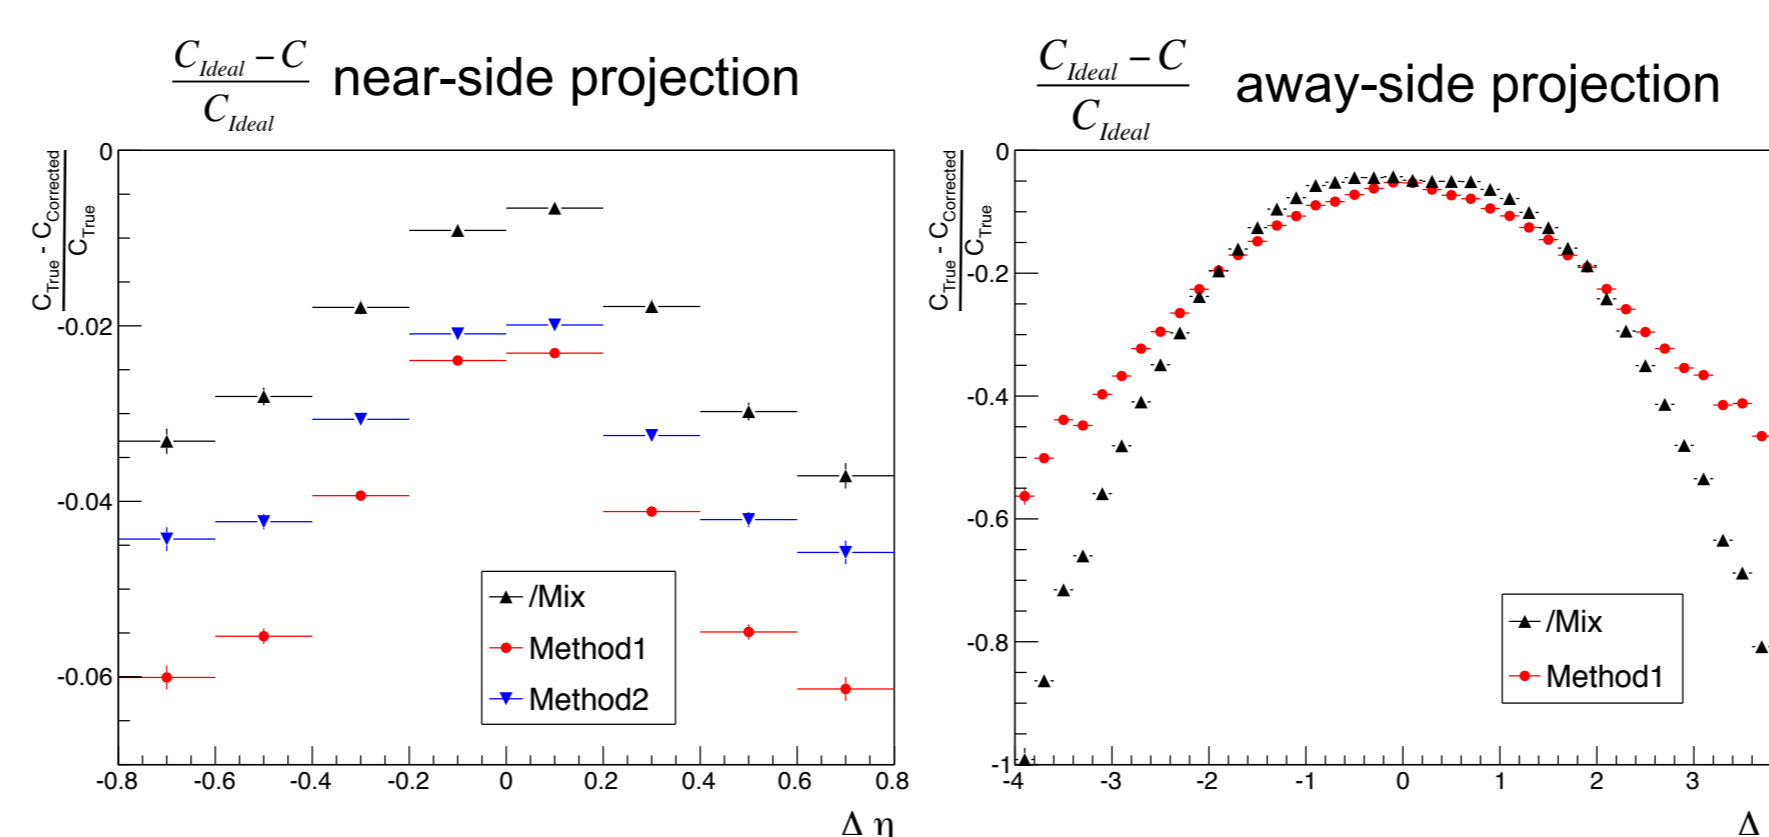 (C_Ideal − C) / C_Ideal near-side projection
(C_True - C_Corrected) / C_True
0
-0.02
-0.04
-0.06
-0.8 -0.6 -0.4 -0.2 0 0.2 0.4 0.6 0.8
Δ η
/Mix
Method1
Method2
(C_Ideal − C) / C_Ideal away-side projection
(C_True - C_Corrected) / C_True
0
-0.2
-0.4
-0.6
-0.8
-1
-4 -3 -2 -1 0 1 2 3
Δ
/Mix
Method1